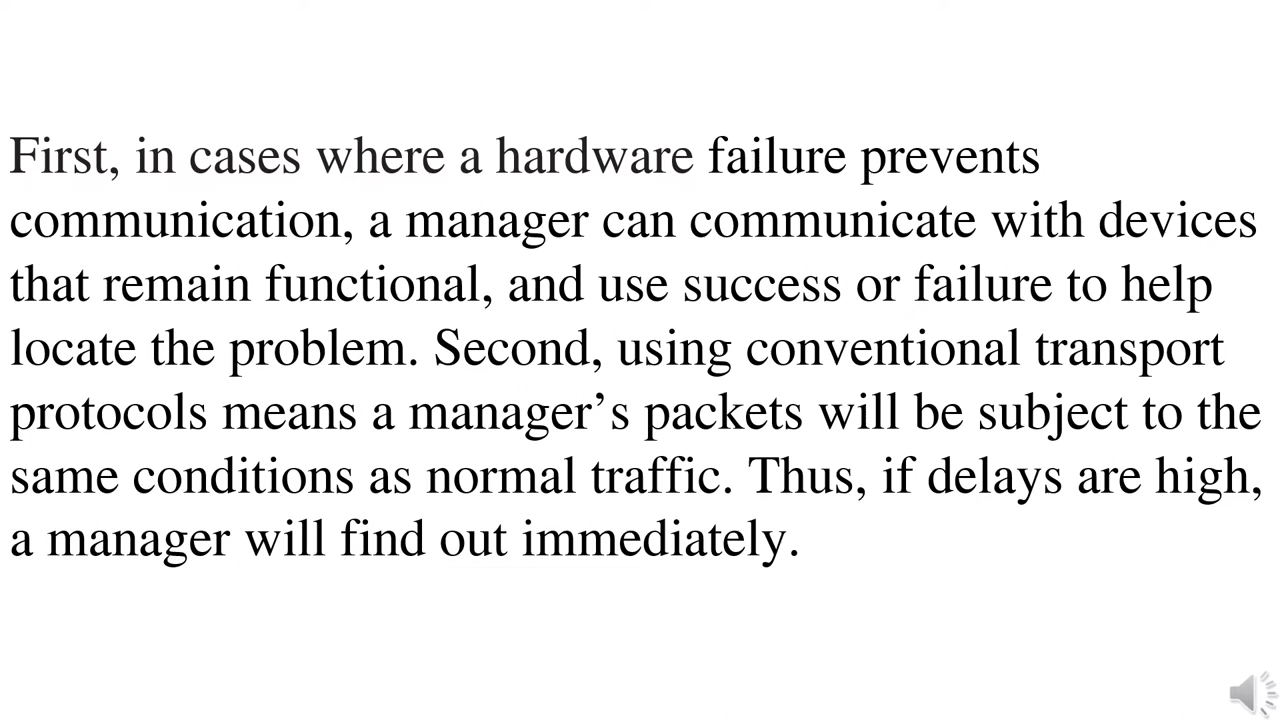 First, in cases where a hardware failure prevents
communication, a manager can communicate with devices
that remain functional, and use success or failure to help
locate the problem. Second, using conventional transport
protocols means a manager’s packets will be subject to the
same conditions as normal traffic. Thus, if delays are high,
a manager will find out immediately.